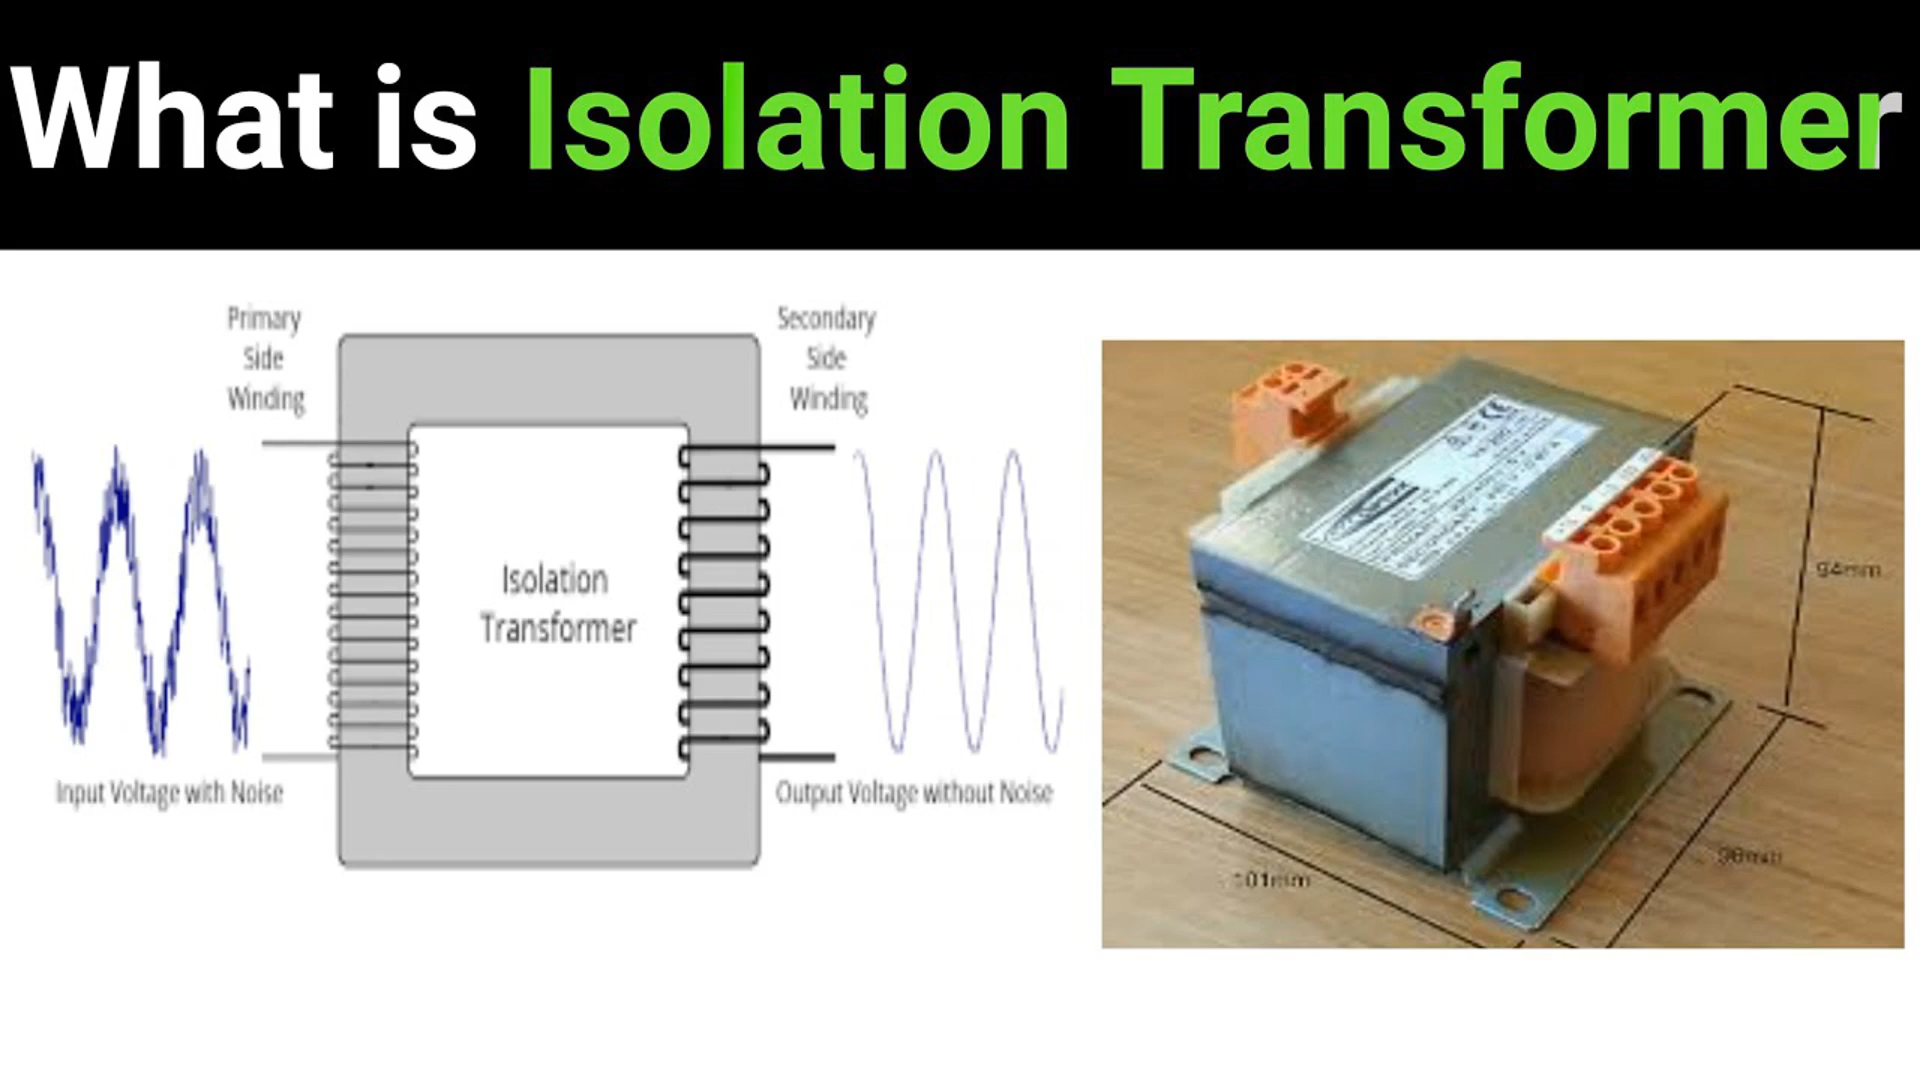 What is Isolation Transformer
Primary
Side
Winding
Secondary
Side
Winding
Isolation
Transformer
Input Voltage with Noise
Output Voltage without Noise
94mm
101mm
CE